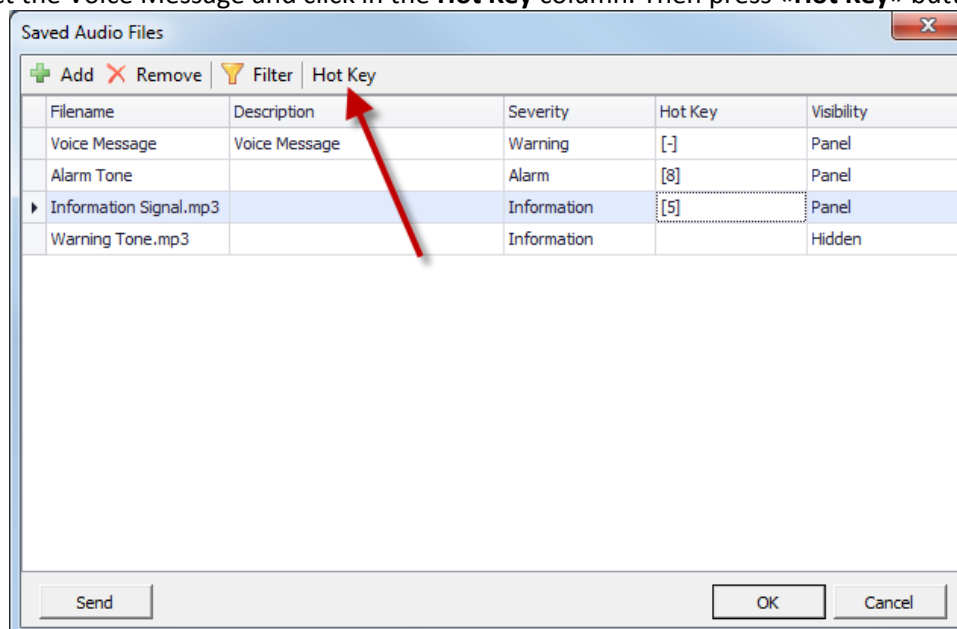 the Voice Message and click in the Hot Key column. Then press «Hot Key»
Saved Audio Files
Add Remove Filter Hot Key
Filename Description Severity Hot Key Visibility
Voice Message Voice Message Warning [-] Panel
Alarm Tone Alarm [8] Panel
Information Signal.mp3 Information [5] Panel
Warning Tone.mp3 Information Hidden
Send OK Cancel